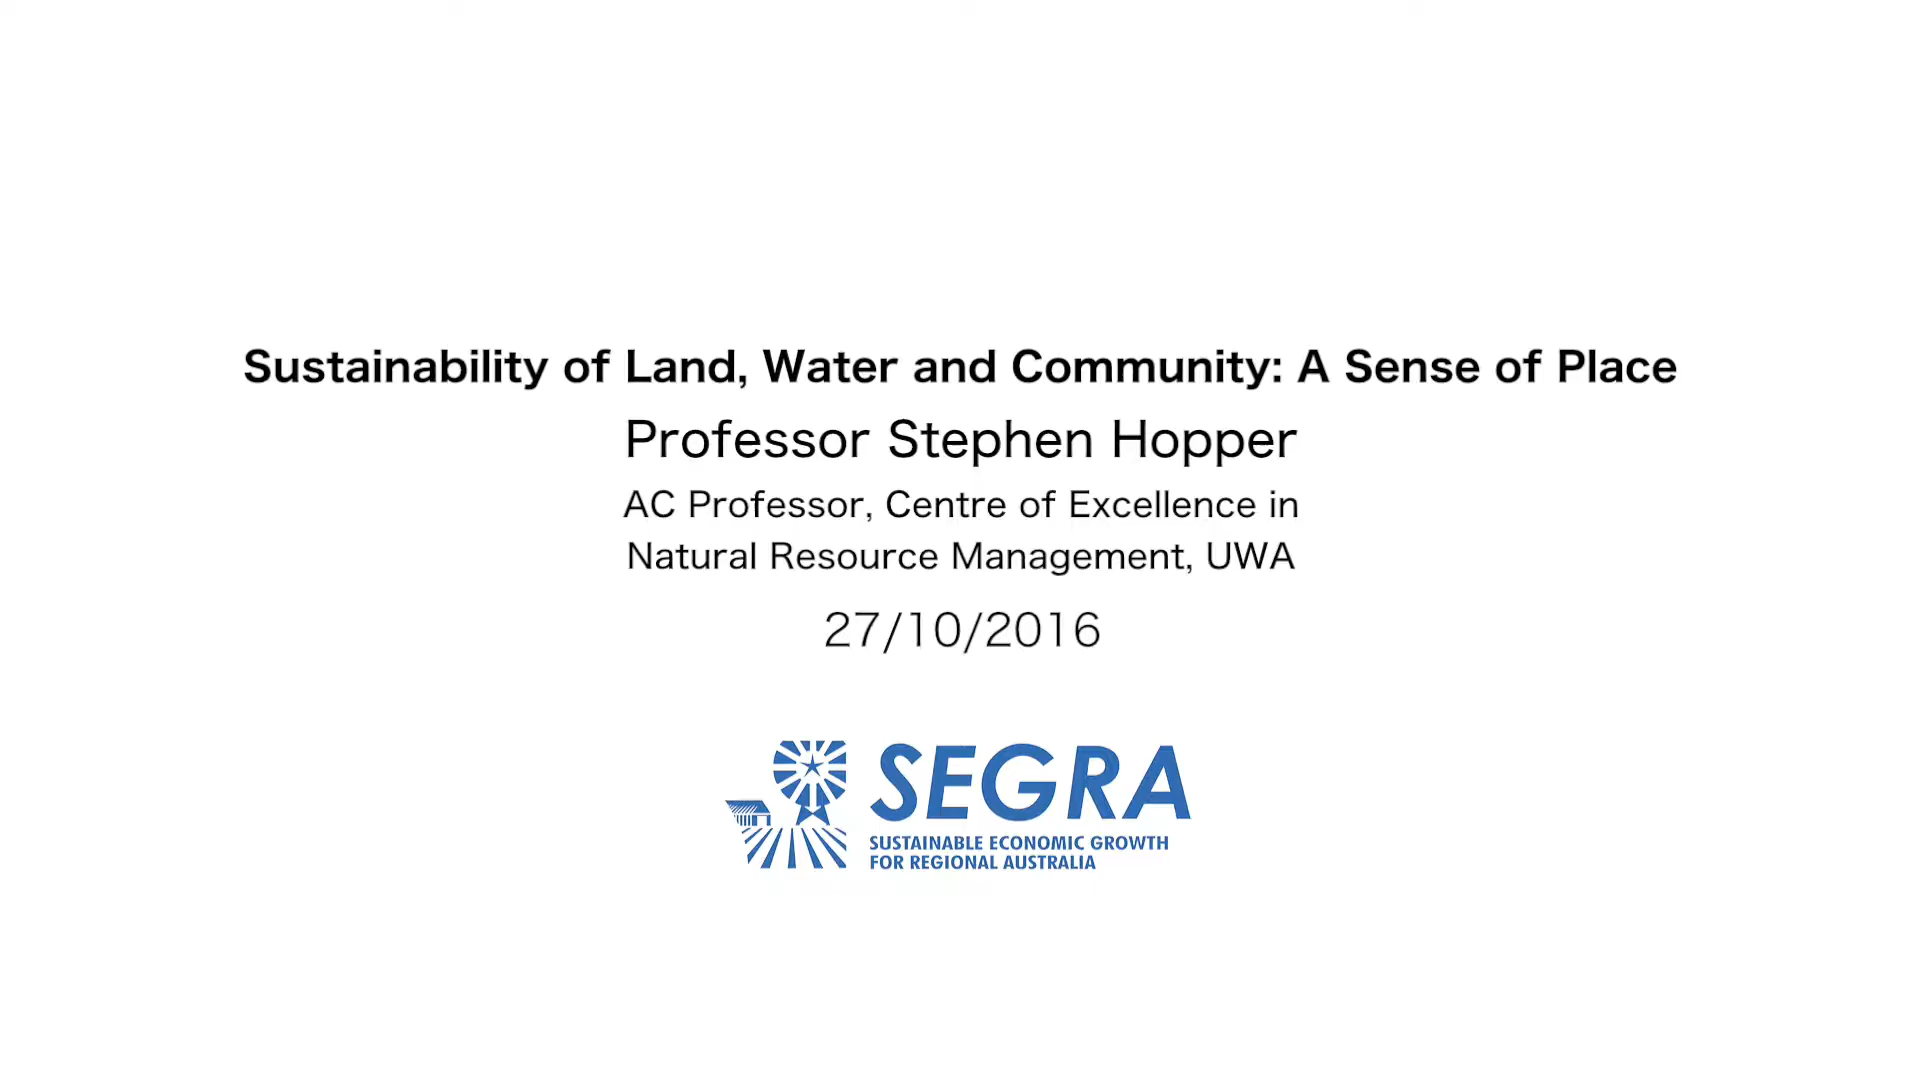 Sustainability of Land, Water and Community: A Sense of Place
Professor Stephen Hopper
AC Professor, Centre of Excellence in
Natural Resource Management, UWA
27/10/2016
SEGRA
SUSTAINABLE ECONOMIC GROWTH
FOR REGIONAL AUSTRALIA